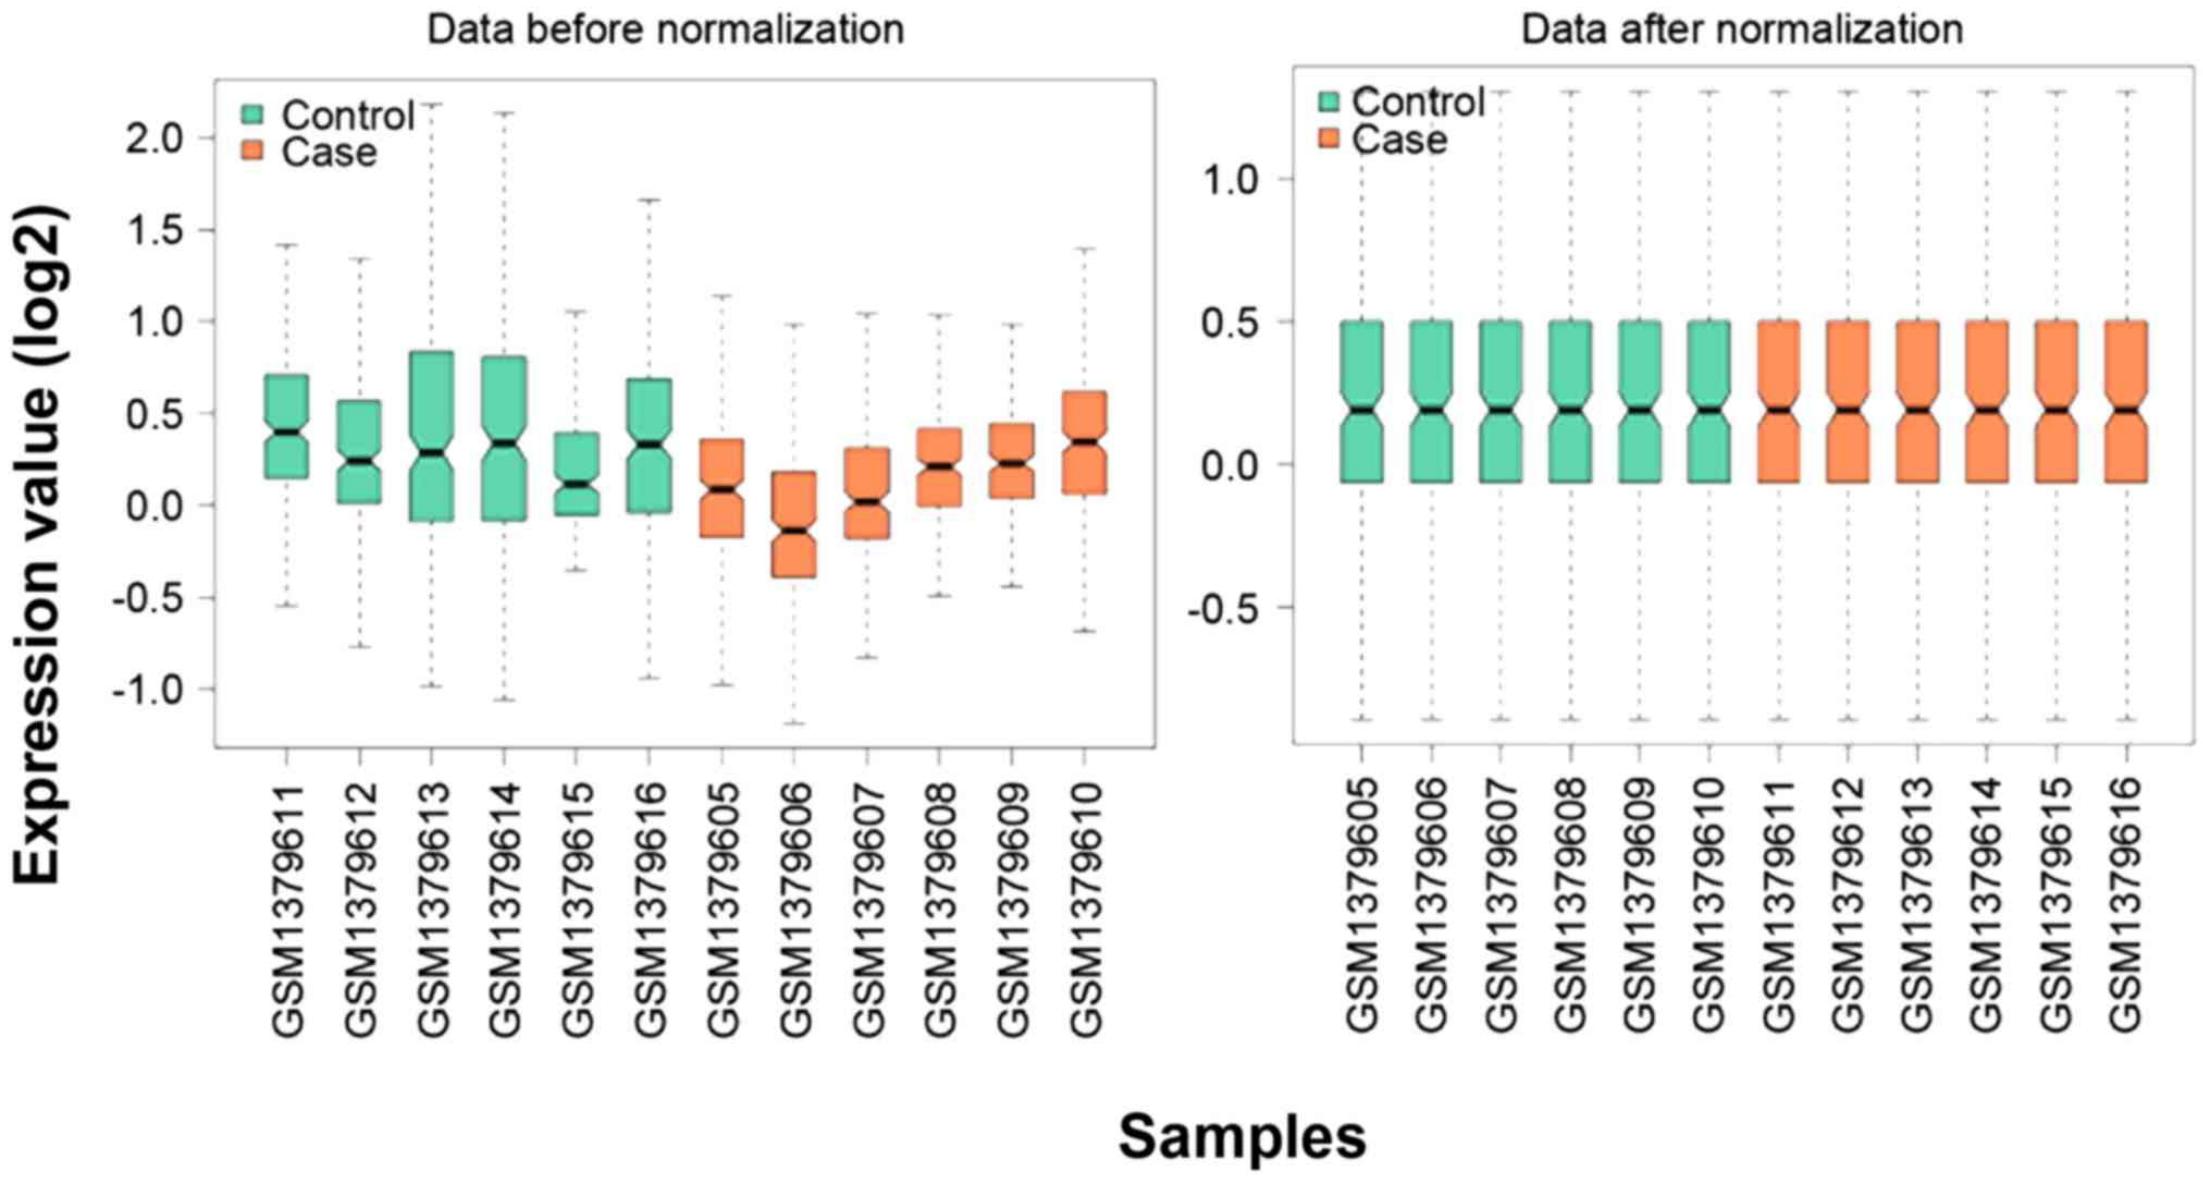 Data before normalization
Data after normalization
Expression value (log2)
Control
Case
2.0
1.5
1.0
0.5
0.0
-0.5
-1.0
GSM1379611
GSM1379612
GSM1379613
GSM1379614
GSM1379615
GSM1379616
GSM1379605
GSM1379606
GSM1379607
GSM1379608
GSM1379609
GSM1379610
Control
Case
1.0
0.5
0.0
-0.5
GSM1379605
GSM1379606
GSM1379607
GSM1379608
GSM1379609
GSM1379610
GSM1379611
GSM1379612
GSM1379613
GSM1379614
GSM1379615
GSM1379616
Samples